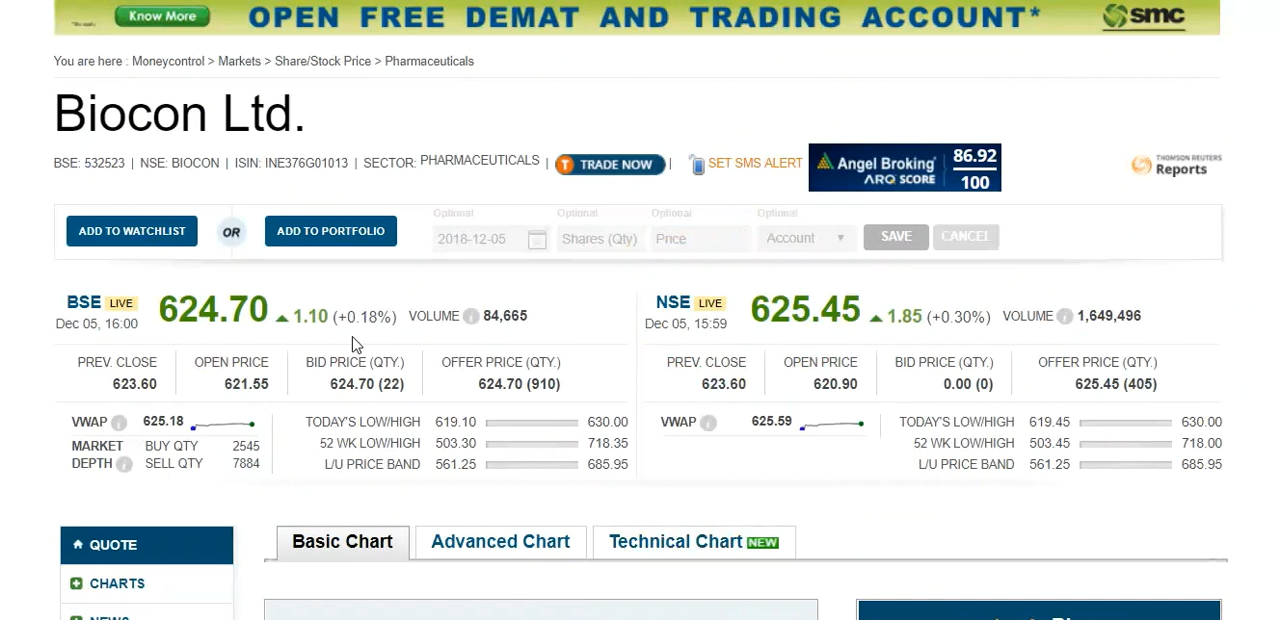 Know More OPEN FREE DEMAT AND TRADING ACCOUNT* smc
You are here : Moneycontrol > Markets > Share/Stock Price > Pharmaceuticals
Biocon Ltd.
BSE: 532523 | NSE: BIOCON | ISIN: INE376G01013 | SECTOR: PHARMACEUTICALS | T TRADE NOW | SET SMS ALERT
Angel Broking ARQ SCORE 86.92 100
THOMSON REUTERS Reports
ADD TO WATCHLIST OR ADD TO PORTFOLIO
Optional Optional Optional Optional
2018-12-05 Shares (Qty) Price Account ▼ SAVE CANCEL
BSE LIVE 624.70 ▲ 1.10 (+0.18%) VOLUME i 84,665
Dec 05, 16:00
PREV. CLOSE OPEN PRICE BID PRICE (QTY.) OFFER PRICE (QTY.)
623.60 621.55 624.70 (22) 624.70 (910)
VWAP i 625.18
MARKET DEPTH i BUY QTY 2545
SELL QTY 7884
TODAY'S LOW/HIGH 619.10 630.00
52 WK LOW/HIGH 503.30 718.35
L/U PRICE BAND 561.25 685.95
NSE LIVE 625.45 ▲ 1.85 (+0.30%) VOLUME i 1,649,496
Dec 05, 15:59
PREV. CLOSE OPEN PRICE BID PRICE (QTY.) OFFER PRICE (QTY.)
623.60 620.90 0.00 (0) 625.45 (405)
VWAP i 625.59
TODAY'S LOW/HIGH 619.45 630.00
52 WK LOW/HIGH 503.45 718.00
L/U PRICE BAND 561.25 685.95
QUOTE
CHARTS
NEWS
Basic Chart Advanced Chart Technical Chart NEW